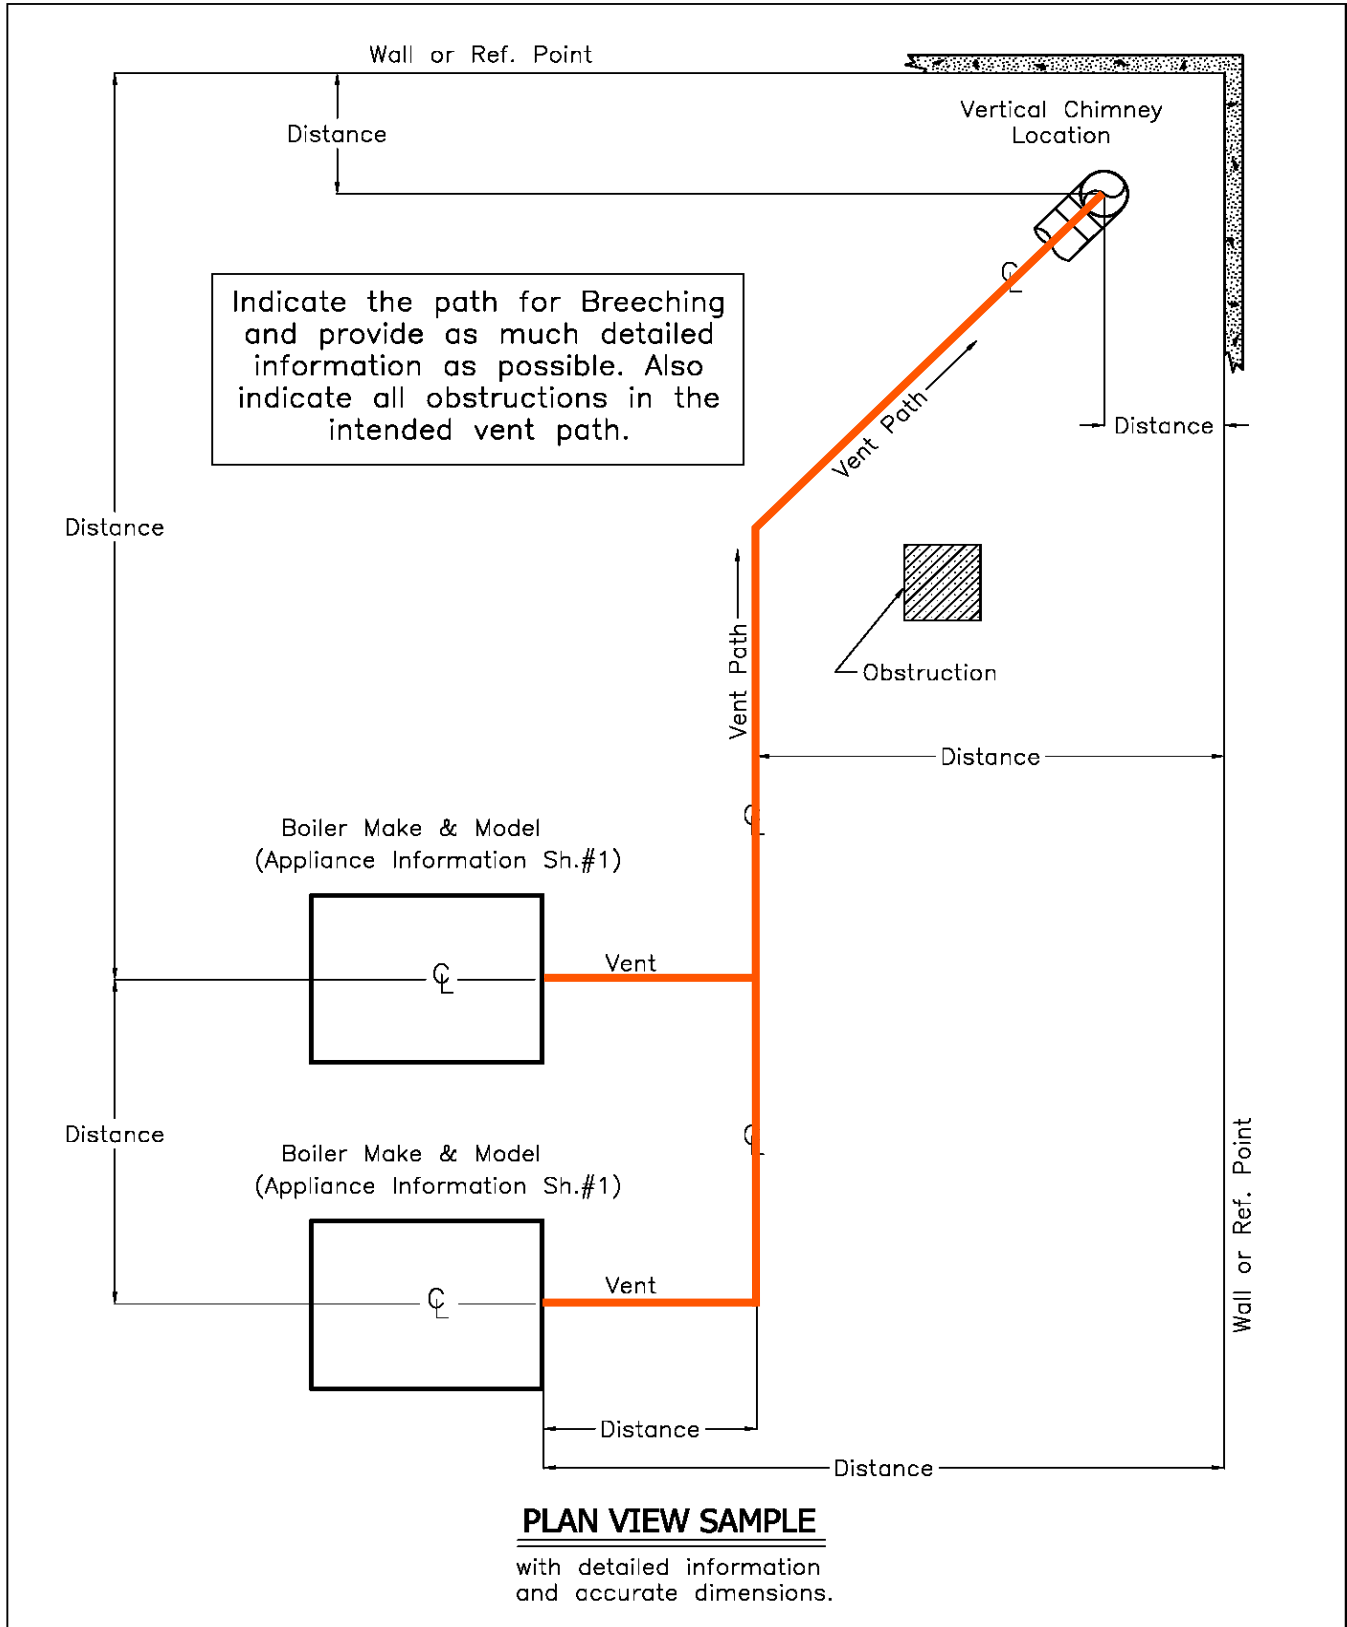 Wall or Ref. Point
Distance
Vertical Chimney
Location
℄
Indicate the path for Breeching
and provide as much detailed
information as possible. Also
indicate all obstructions in the
intended vent path.
Vent Path
Distance
Distance
Vent Path
Obstruction
Distance
℄
Boiler Make & Model
(Appliance Information Sh.#1)
Vent
℄
Distance
℄
Boiler Make & Model
(Appliance Information Sh.#1)
Wall or Ref. Point
Vent
℄
Distance
Distance
PLAN VIEW SAMPLE
with detailed information
and accurate dimensions.